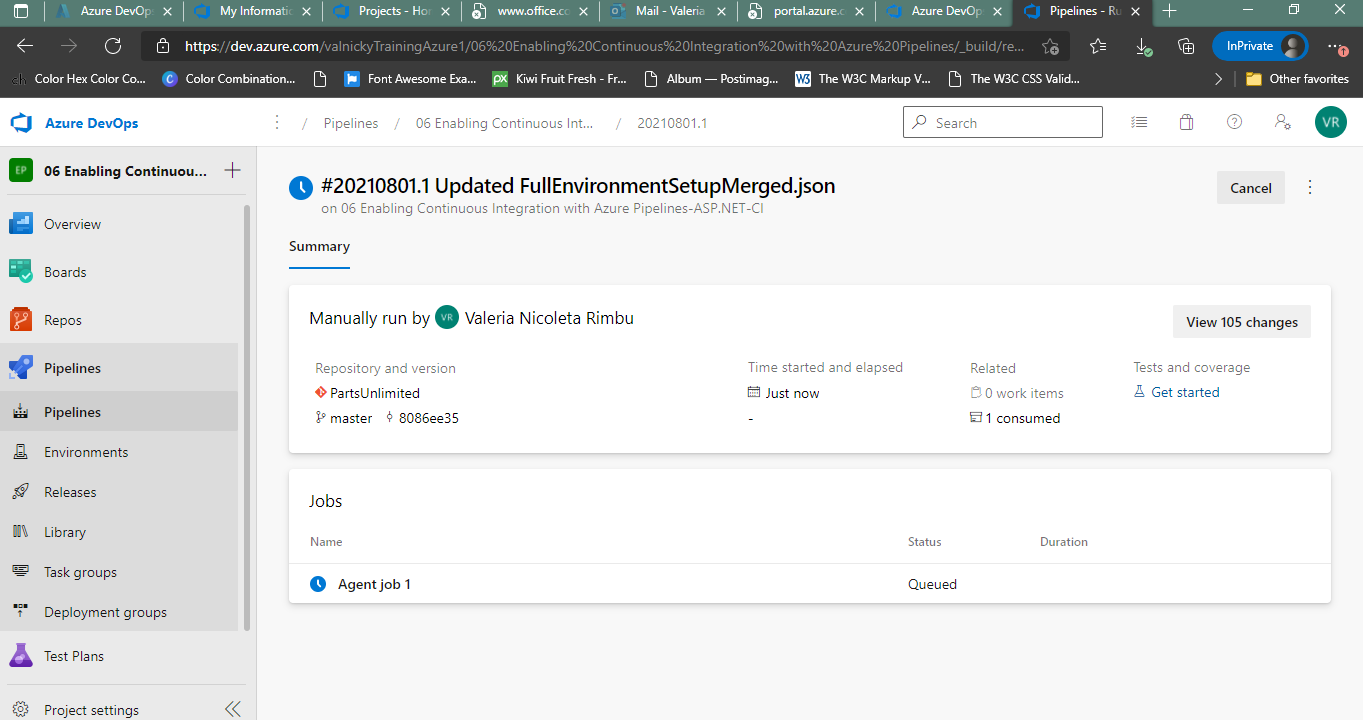 Azure DevOp
My Informatic
Projects - Hor
www.office.co
Mail - Valeria
portal.azure.c
Azure DevOp
Pipelines - Ru
https://dev.azure.com/valnickyTrainingAzure1/06%20Enabling%20Continuous%20Integration%20with%20Azure%20Pipelines/_build/re...
InPrivate
ch Color Hex Color Co...
C Color Combination...
Font Awesome Exa...
px Kiwi Fruit Fresh - Fr...
Album — Postimag...
W3 The W3C Markup V...
The W3C CSS Valid...
Other favorites
Azure DevOps
/ Pipelines / 06 Enabling Continuous Int... / 20210801.1
Search
VR
EP 06 Enabling Continuou...
Overview
Boards
Repos
Pipelines
Pipelines
Environments
Releases
Library
Task groups
Deployment groups
Test Plans
Project settings
#20210801.1 Updated FullEnvironmentSetupMerged.json
on 06 Enabling Continuous Integration with Azure Pipelines-ASP.NET-CI
Cancel
Summary
Manually run by VR Valeria Nicoleta Rimbu
View 105 changes
Repository and version
PartsUnlimited
master 8086ee35
Time started and elapsed
Just now
-
Related
0 work items
1 consumed
Tests and coverage
Get started
Jobs
Name Status Duration
Agent job 1 Queued